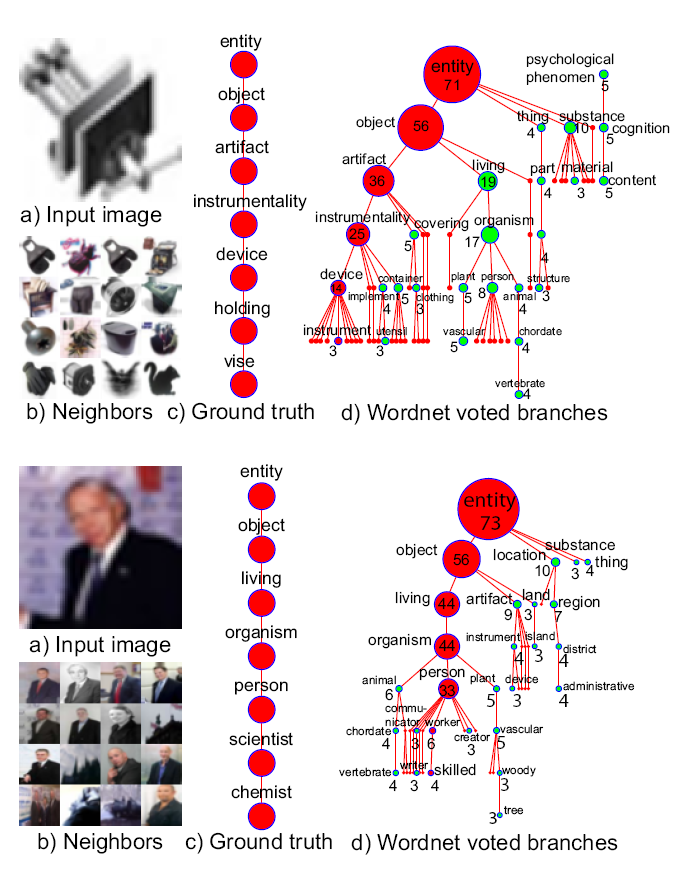 entity
object
artifact
instrumentality
device
holding
vise
a) Input image
b) Neighbors
c) Ground truth
entity
71
psychological
phenomen
5
object
56
thing
4
substance
10
cognition
5
artifact
36
living
19
part
4
material
3
content
5
instrumentality
25
covering
5
organism
17
4
device
14
implement
4
container
5
clothing
3
plant
5
person
8
animal
4
structure
3
instrument
3
utensil
3
vascular
5
chordate
4
vertebrate
4
d) Wordnet voted branches
entity
object
living
organism
person
scientist
chemist
a) Input image
b) Neighbors
c) Ground truth
entity
73
object
56
location
10
substance
3
thing
4
living
44
artifact
9
land
3
region
7
organism
44
instrument
4
island
3
district
4
animal
6
person
33
plant
5
device
3
administrative
4
chordate
4
commu-
nicator
3
worker
6
creator
3
vascular
5
vertebrate
4
writer
3
skilled
4
woody
3
tree
3
d) Wordnet voted branches